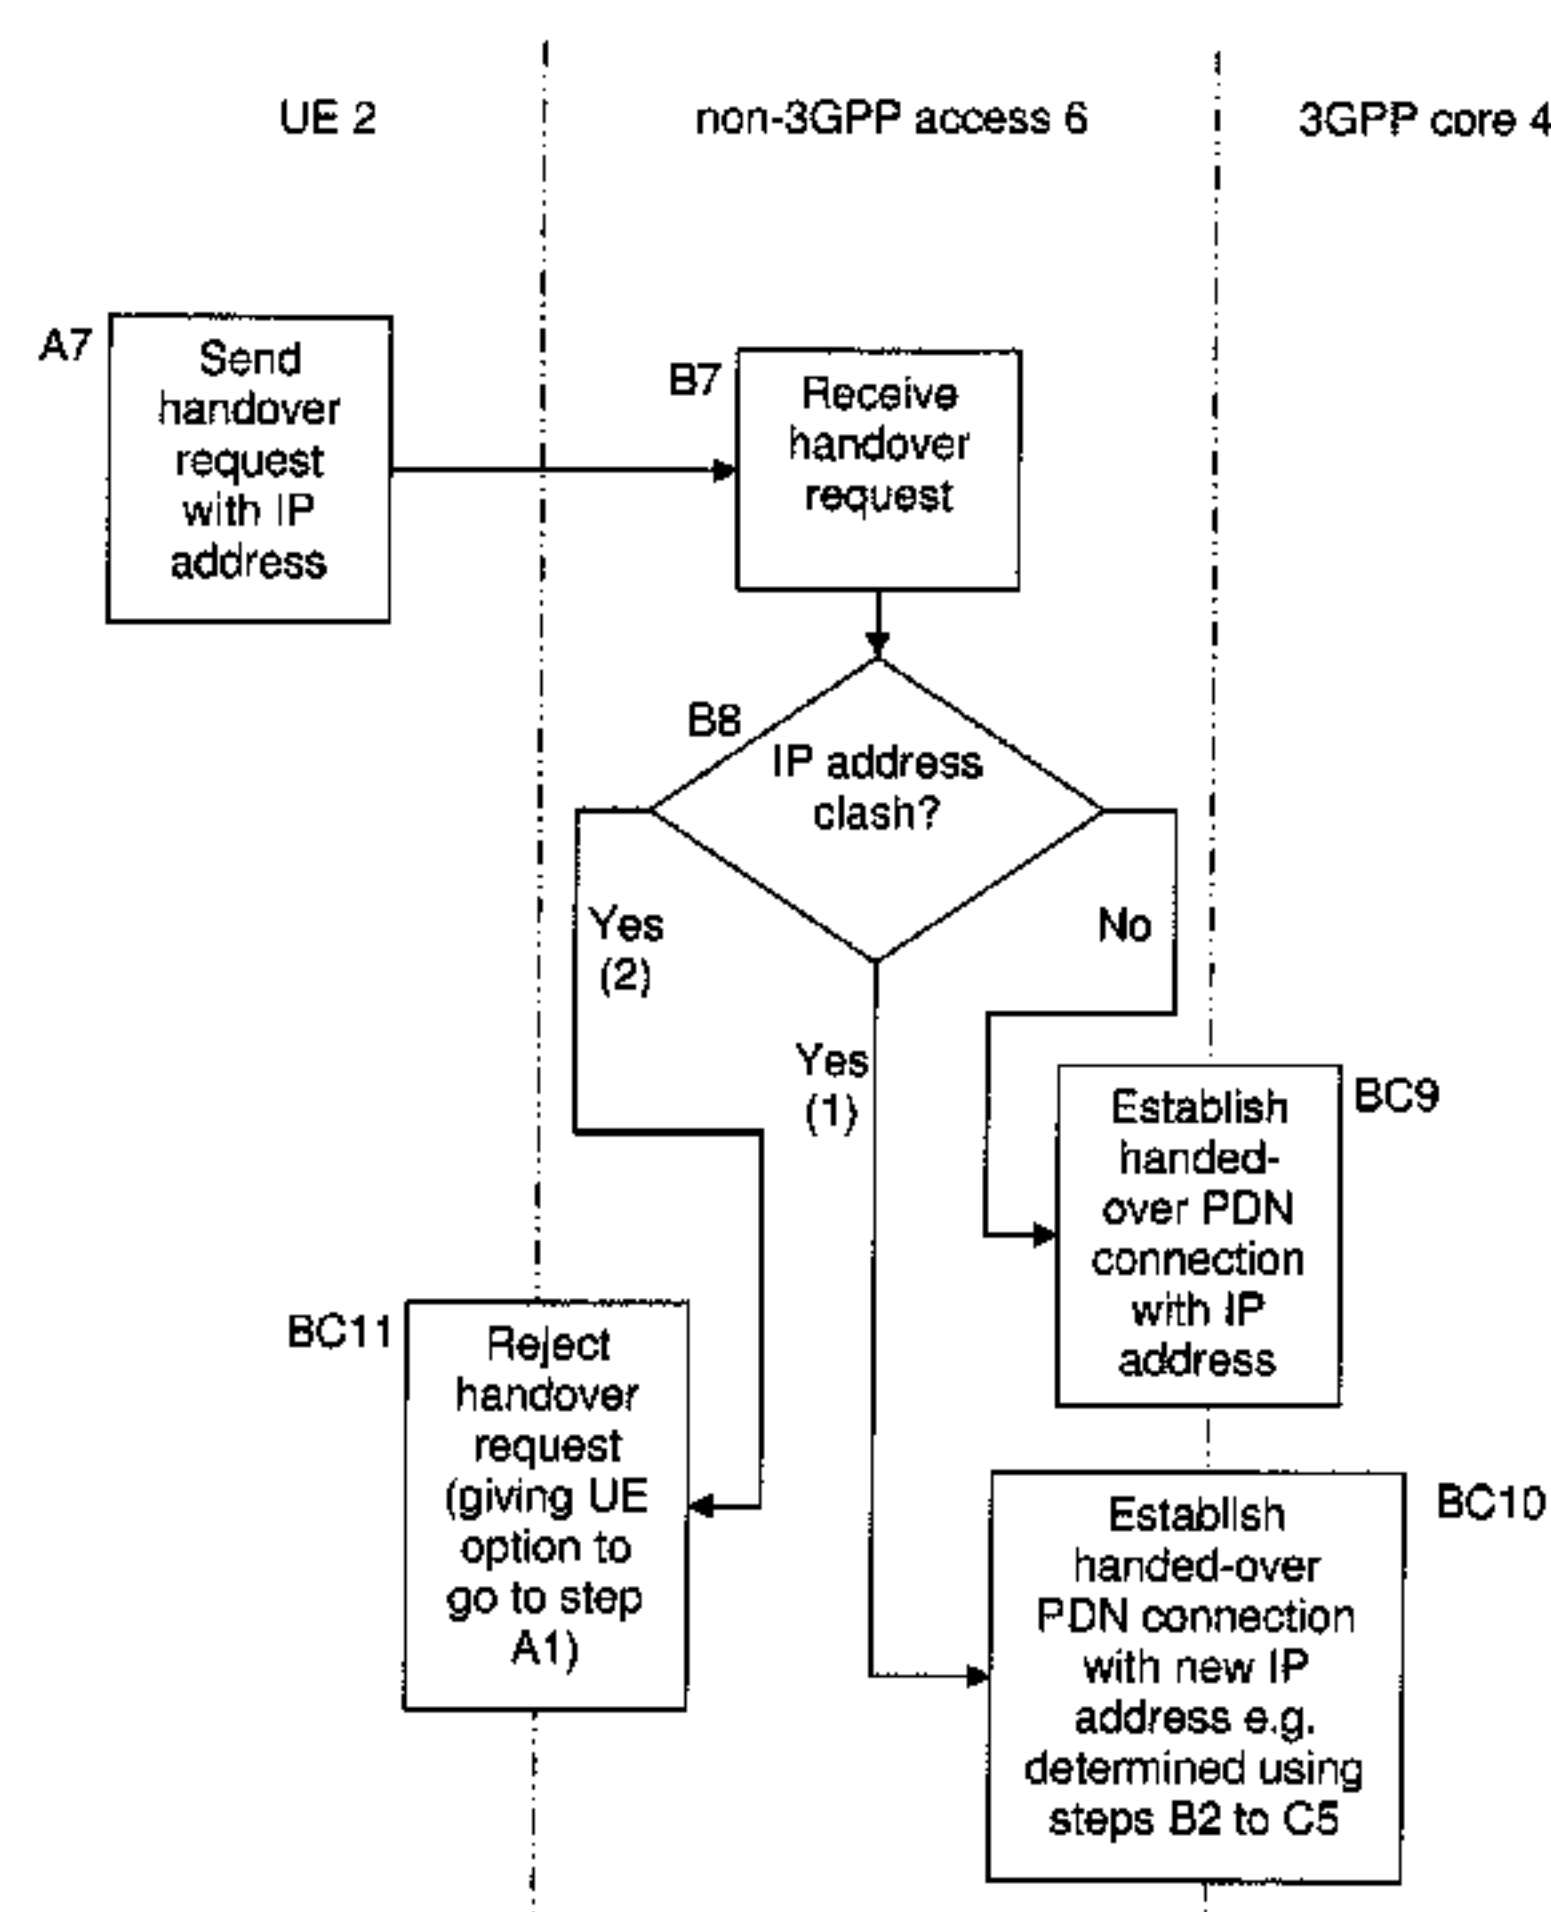 UE 2
non-3GPP access 6
3GPP core 4
A7
Send
handover
request
with IP
address
B7
Receive
handover
request
B8
IP address
clash?
Yes
(2)
No
Yes
(1)
BC9
Establish
handed-
over PDN
connection
with IP
address
BC11
Reject
handover
request
(giving UE
option to
go to step
A1)
BC10
Establish
handed-over
PDN connection
with new IP
address e.g.
determined using
steps B2 to C5